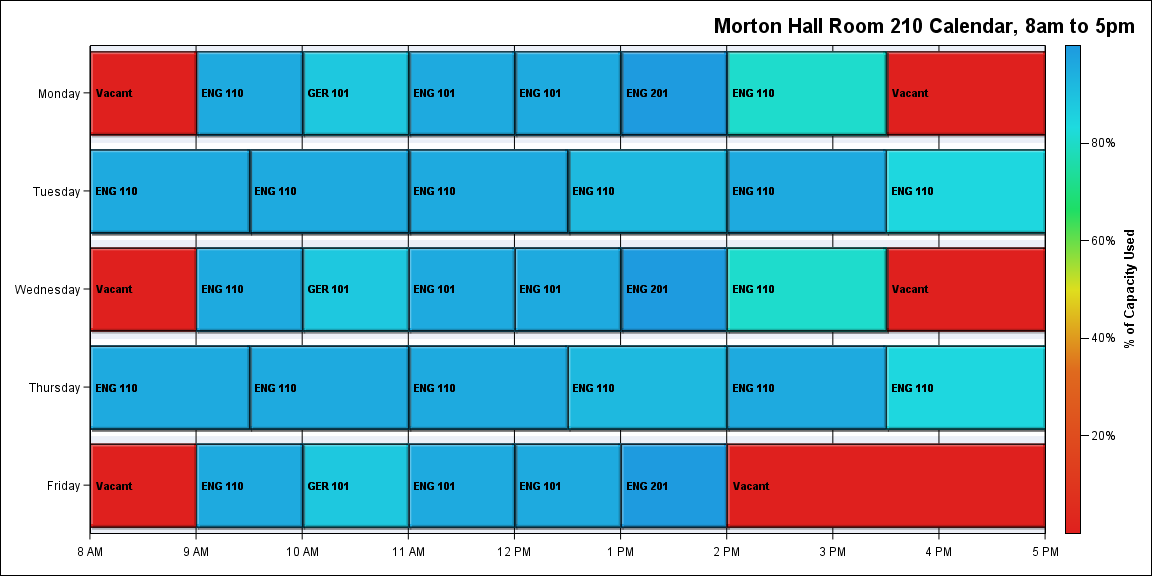 Morton Hall Room 210 Calendar, 8am to 5pm
Monday
Vacant
ENG 110
GER 101
ENG 101
ENG 101
ENG 201
ENG 110
Vacant
Tuesday
ENG 110
ENG 110
ENG 110
ENG 110
ENG 110
ENG 110
Wednesday
Vacant
ENG 110
GER 101
ENG 101
ENG 101
ENG 201
ENG 110
Vacant
Thursday
ENG 110
ENG 110
ENG 110
ENG 110
ENG 110
ENG 110
Friday
Vacant
ENG 110
GER 101
ENG 101
ENG 101
ENG 201
Vacant
8 AM
9 AM
10 AM
11 AM
12 PM
1 PM
2 PM
3 PM
4 PM
5 PM
80%
60%
40%
20%
% of Capacity Used